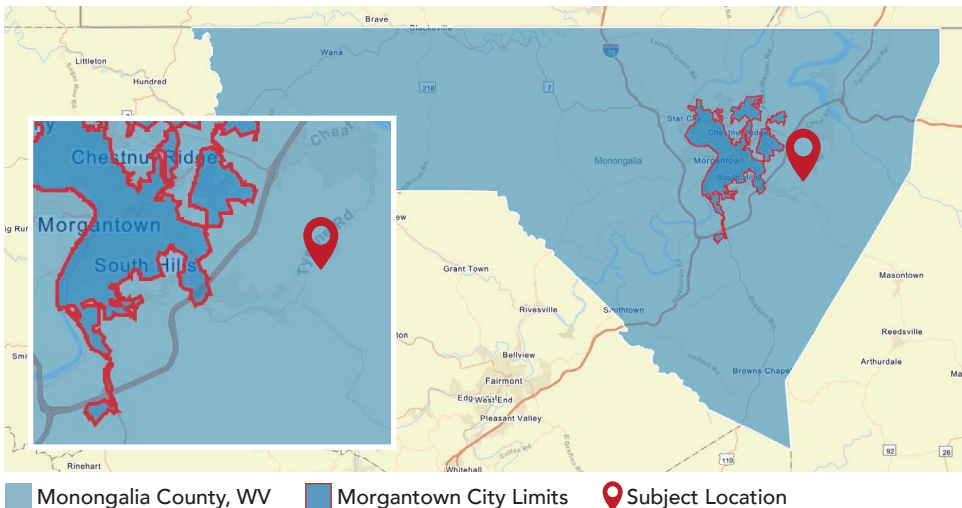 Brave
Blacksville
Littleton
Wana
Hundred
218
7
Star City
Chestnut Ridge
Monongalia
Morgantown
South Hills
Cheat
Chestnut Ridge
Morgantown
South Hills
Grant Town
Masontown
Rivesville
Smithtown
Reedsville
Bellview
Arthurdale
Browns Chapel
Fairmont
West End
Pleasant Valley
Whitehall
Rinehart
119
92
26
Monongalia County, WV
Morgantown City Limits
Subject Location